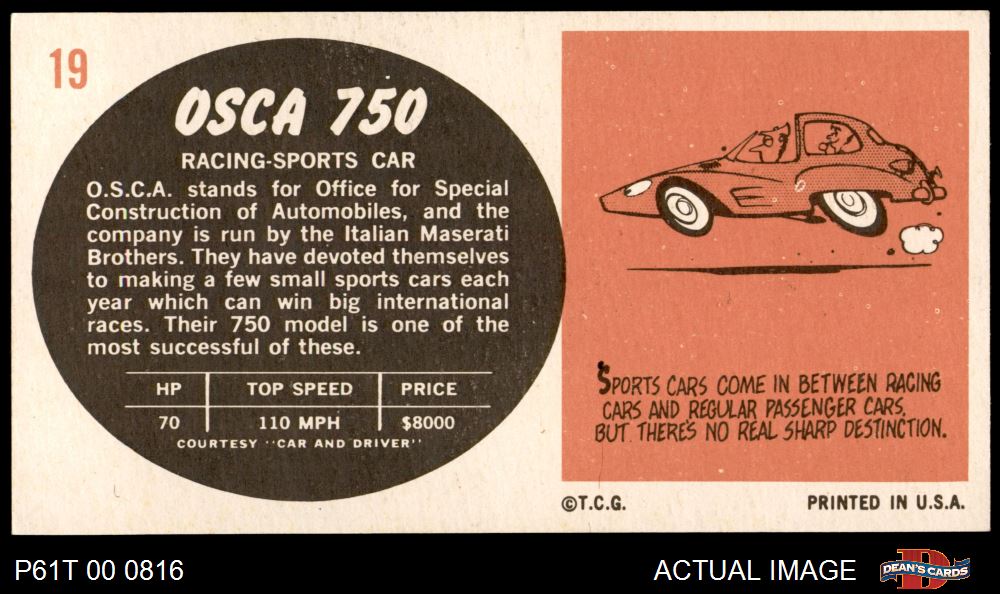 19
OSCA 750
RACING-SPORTS CAR
O.S.C.A. stands for Office for Special
Construction of Automobiles, and the
company is run by the Italian Maserati
Brothers. They have devoted themselves
to making a few small sports cars each
year which can win big international
races. Their 750 model is one of the
most successful of these.
HP TOP SPEED PRICE
70 110 MPH $8000
COURTESY "CAR AND DRIVER"
SPORTS CARS COME IN BETWEEN RACING
CARS AND REGULAR PASSENGER CARS,
BUT THERE'S NO REAL SHARP DESTINCTION.
©T.C.G. PRINTED IN U.S.A.
P61T 00 0816 ACTUAL IMAGE D DEAN'S CARDS